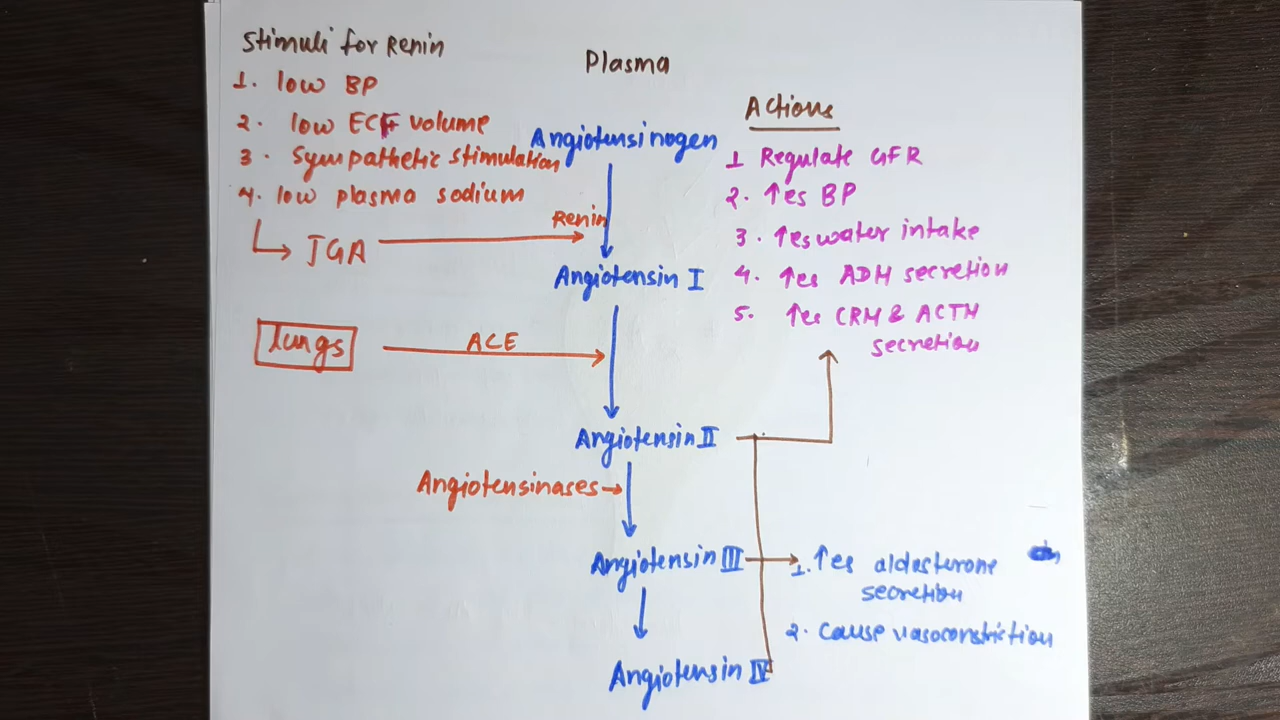 Stimuli for Renin
1. low BP
2. low ECF volume
3. Sympathetic stimulation
4. low plasma sodium
JGA
Plasma
Angiotensinogen
Renin
Angiotensin I
lungs
ACE
Angiotensin II
Angiotensinases
Angiotensin III
Angiotensin IV
Actions
1 Regulate GFR
2. ↑es BP
3. ↑es water intake
4. ↑es ADH secretion
5. ↑es CRH & ACTH
secretion
1. ↑es aldosterone
secretion
2. Cause vasoconstriction